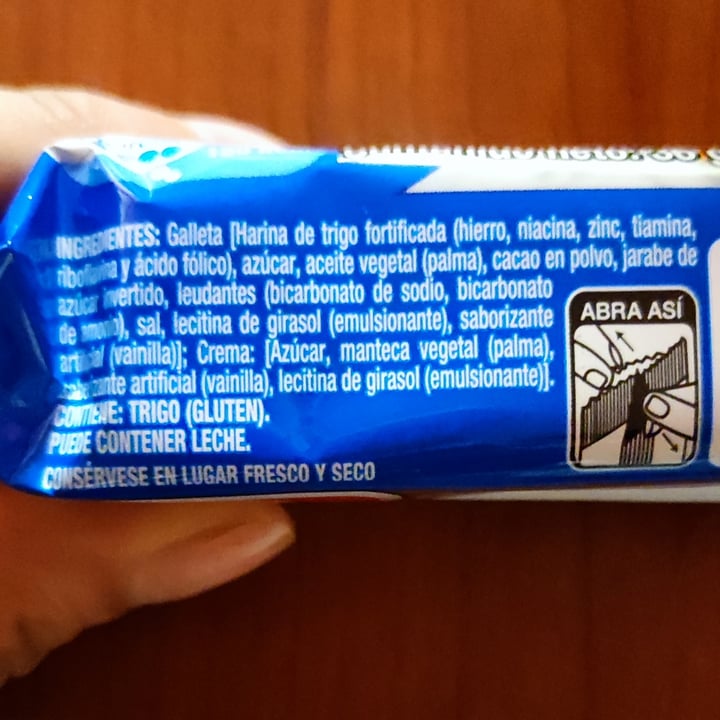 INGREDIENTES: Galleta [Harina de trigo fortificada (hierro, niacina, zinc, tiamina,
riboflavina y ácido fólico), azúcar, aceite vegetal (palma), cacao en polvo, jarabe de
azúcar invertido, leudantes (bicarbonato de sodio, bicarbonato
de amonio), sal, lecitina de girasol (emulsionante), saborizante
artificial (vainilla)]; Crema: [Azúcar, manteca vegetal (palma),
saborizante artificial (vainilla), lecitina de girasol (emulsionante)].
CONTIENE: TRIGO (GLUTEN).
PUEDE CONTENER LECHE.
CONSÉRVESE EN LUGAR FRESCO Y SECO
ABRA ASÍ